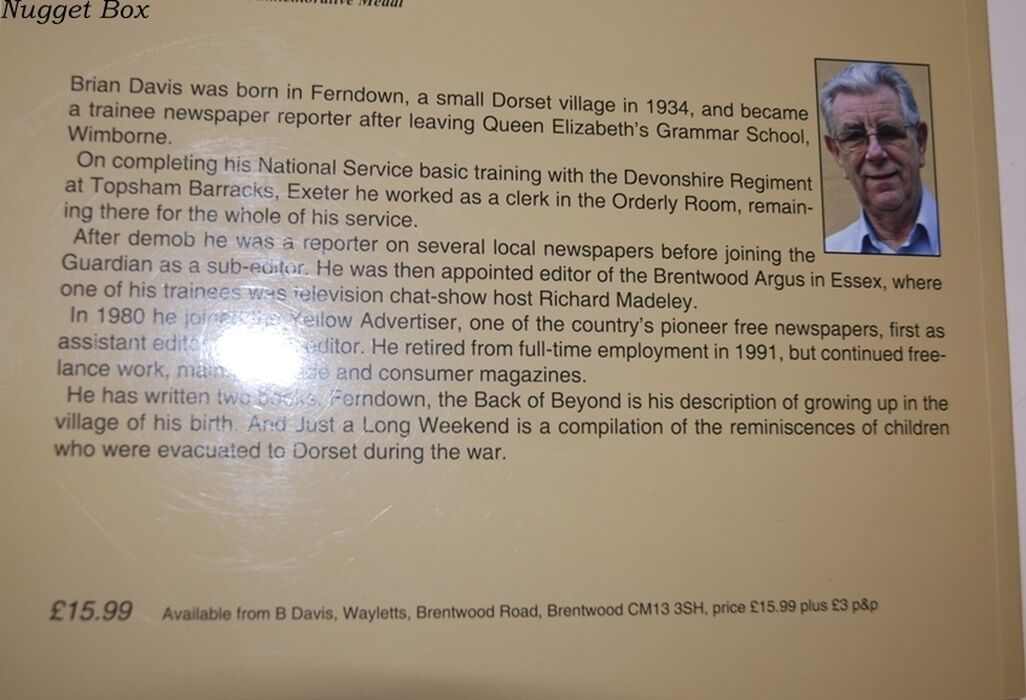 Nugget Box
Commemorative Medal
Brian Davis was born in Ferndown, a small Dorset village in 1934, and became
a trainee newspaper reporter after leaving Queen Elizabeth's Grammar School,
Wimborne.
On completing his National Service basic training with the Devonshire Regiment
at Topsham Barracks, Exeter he worked as a clerk in the Orderly Room, remain-
ing there for the whole of his service.
After demob he was a reporter on several local newspapers before joining the
Guardian as a sub-editor. He was then appointed editor of the Brentwood Argus in Essex, where
one of his trainees was television chat-show host Richard Madeley.
In 1980 he joined the Yellow Advertiser, one of the country's pioneer free newspapers, first as
assistant editor. He retired from full-time employment in 1991, but continued free-
lance work, and consumer magazines.
He has written two books. Ferndown, the Back of Beyond is his description of growing up in the
village of his birth. And Just a Long Weekend is a compilation of the reminiscences of children
who were evacuated to Dorset during the war.
£15.99 Available from B Davis, Wayletts, Brentwood Road, Brentwood CM13 3SH, price £15.99 plus £3 p&p